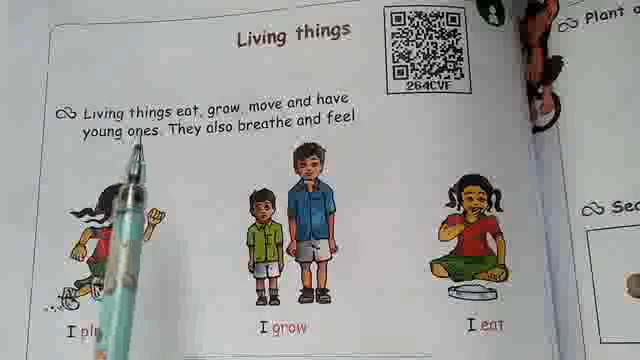 Living things
264CVF
Living things eat, grow, move and have
young ones. They also breathe and feel
I grow
I eat
I
Plant